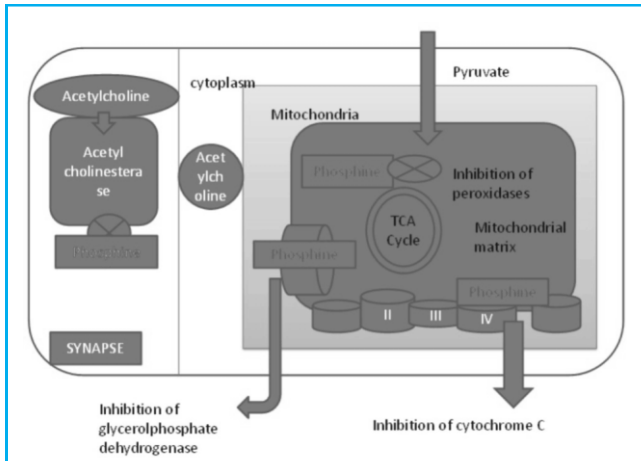 Pyruvate
cytoplasm
Acetylcholine
Mitochondria
Acetyl
cholinestera
se
Acet
ylch
oline
Phosphine
Inhibition of
peroxidases
TCA
Cycle
Mitochondrial
matrix
Phosphine
Phosphine
Phosphine
II
III
IV
SYNAPSE
Inhibition of
glycerolphosphate
dehydrogenase
Inhibition of cytochrome C